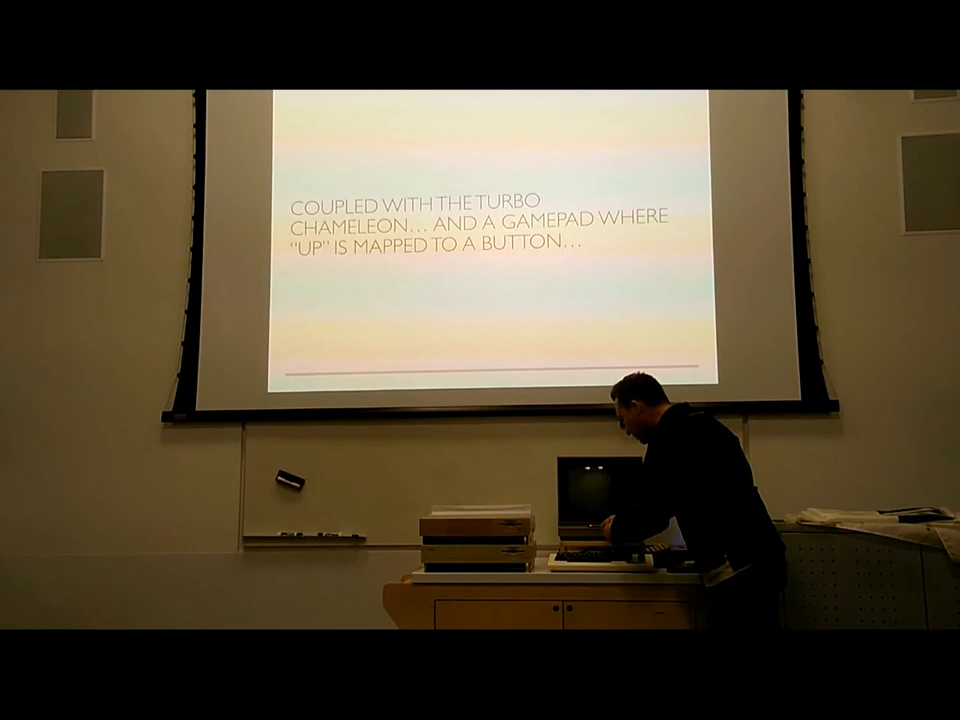 COUPLED WITH THE TURBO
CHAMELEON... AND A GAMEPAD WHERE
"UP" IS MAPPED TO A BUTTON...